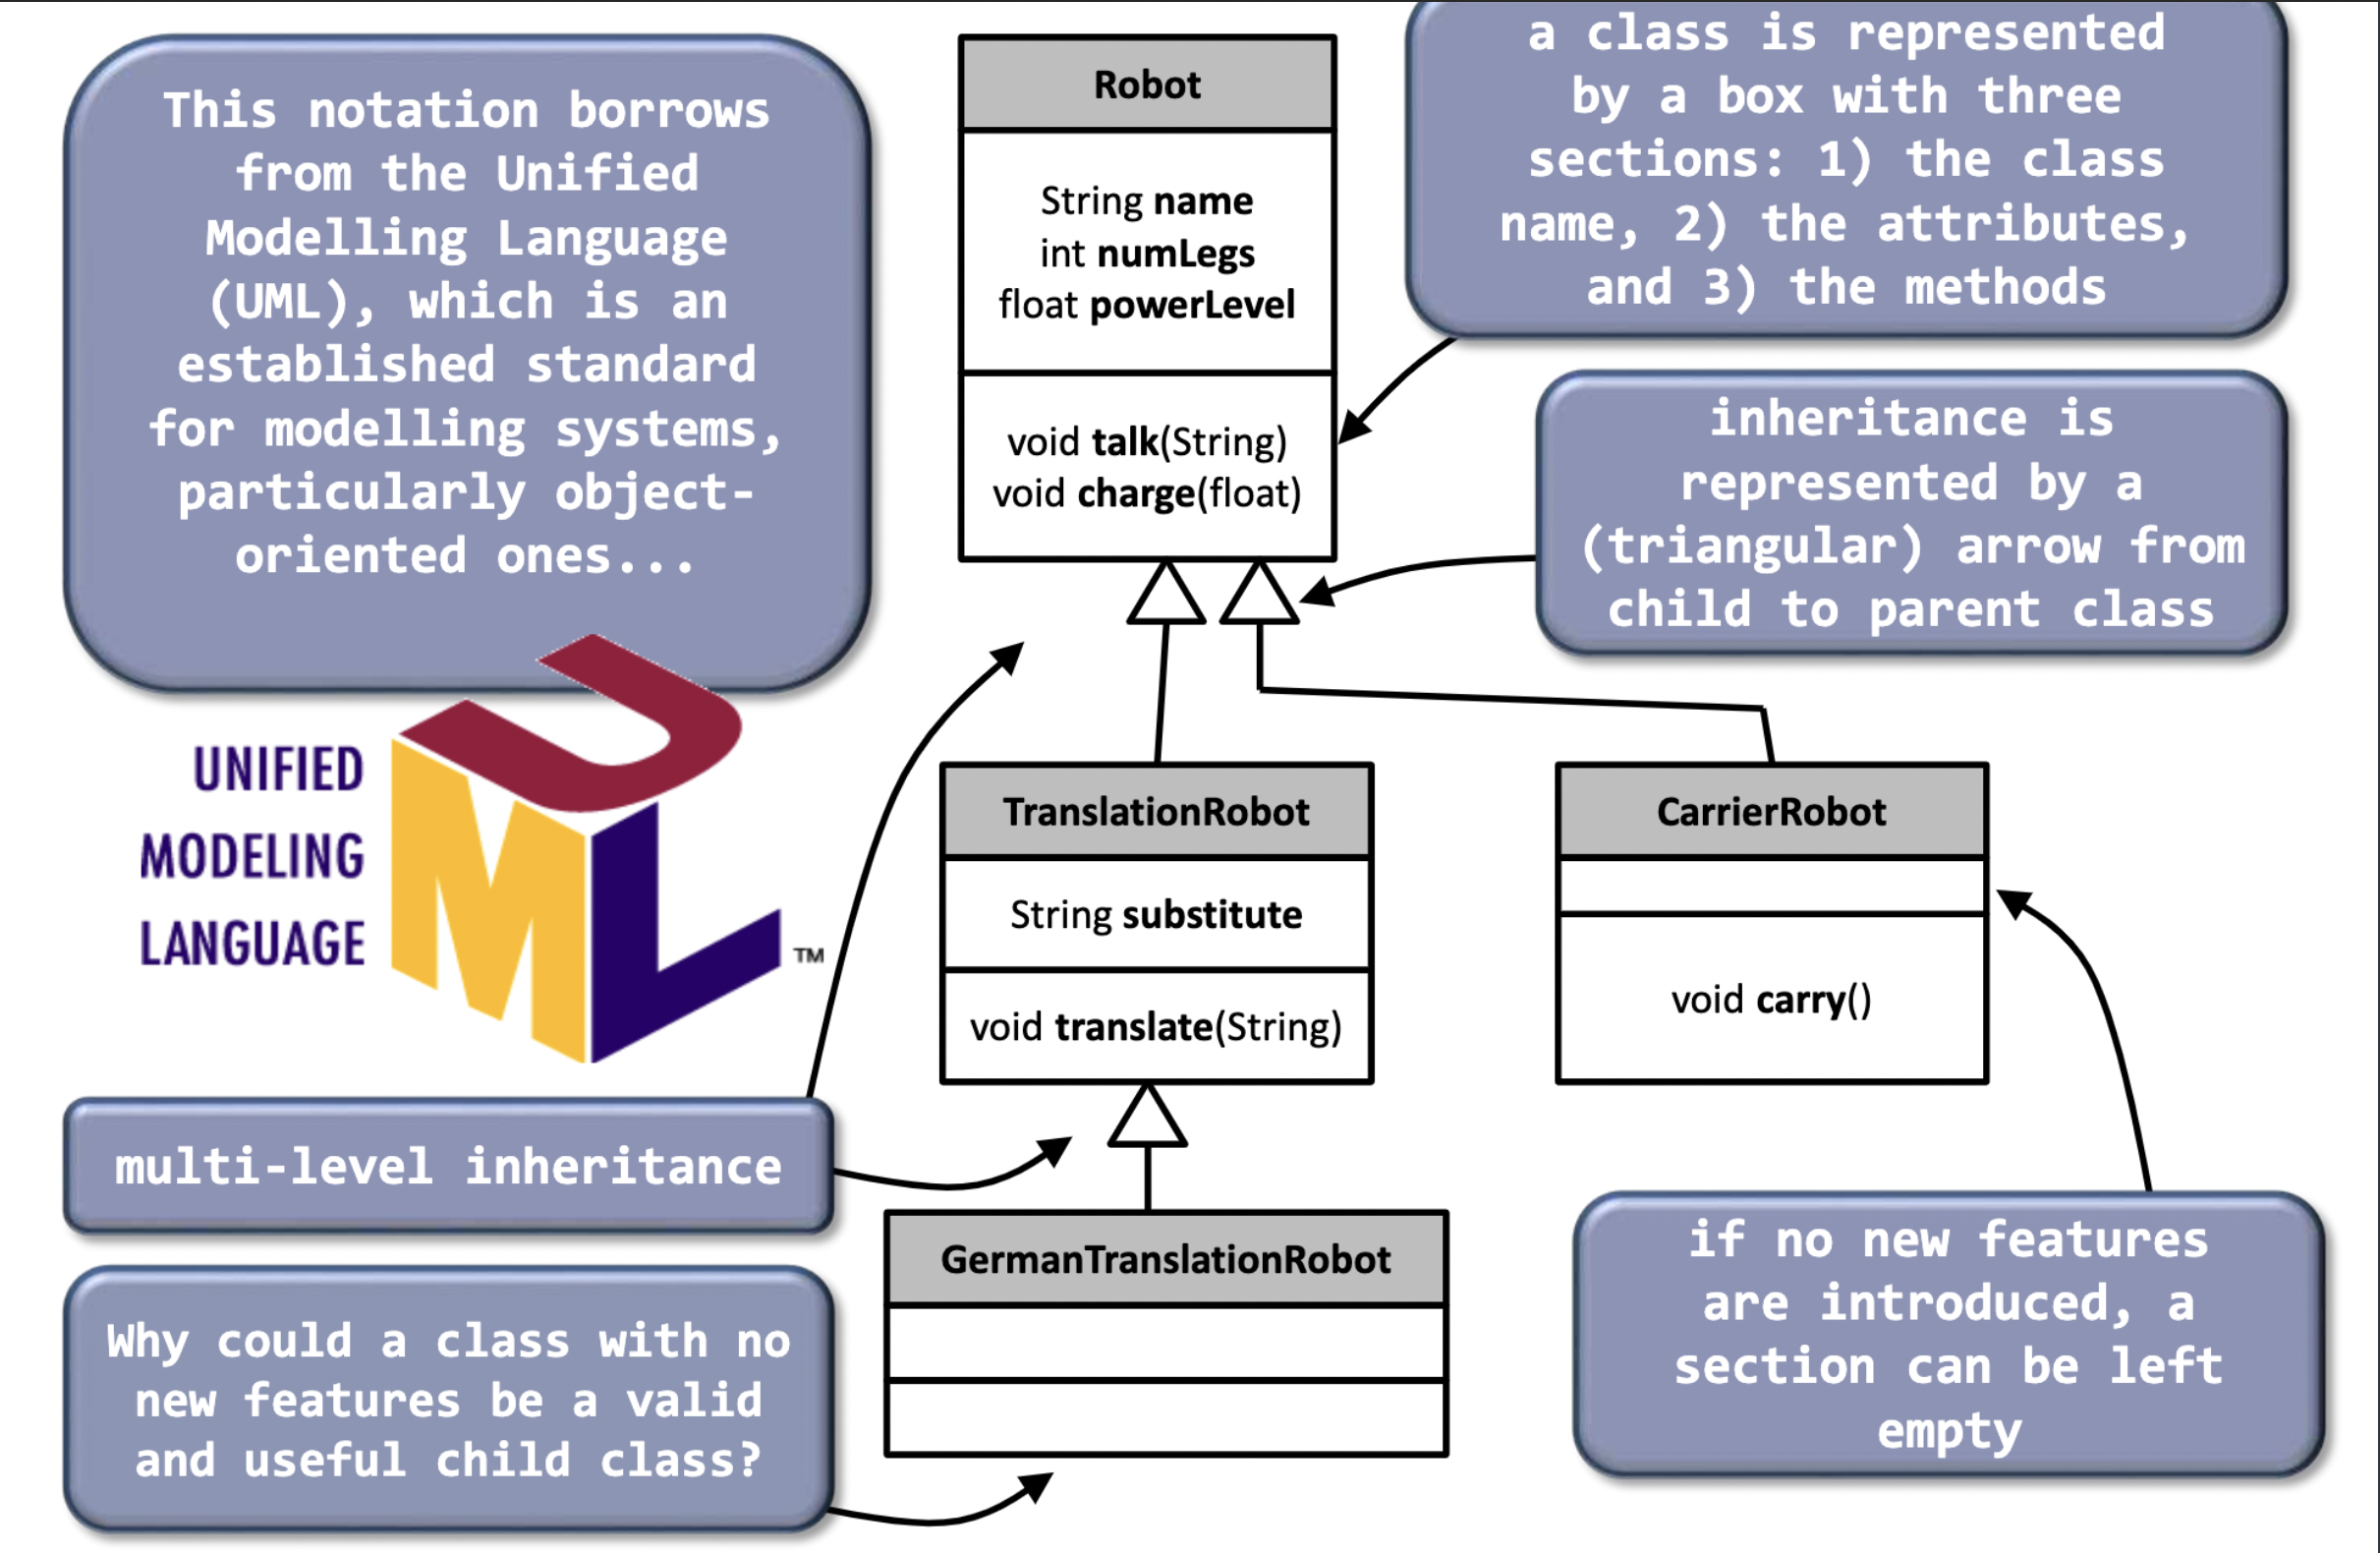 This notation borrows
from the Unified
Modelling Language
(UML), which is an
established standard
for modelling systems,
particularly object-
oriented ones...
Robot
String name
int numLegs
float powerLevel
void talk(String)
void charge(float)
a class is represented
by a box with three
sections: 1) the class
name, 2) the attributes,
and 3) the methods
inheritance is
represented by a
(triangular) arrow from
child to parent class
UNIFIED
MODELING
LANGUAGE
UML
TM
TranslationRobot
String substitute
void translate(String)
CarrierRobot
void carry()
multi-level inheritance
GermanTranslationRobot
Why could a class with no
new features be a valid
and useful child class?
if no new features
are introduced, a
section can be left
empty